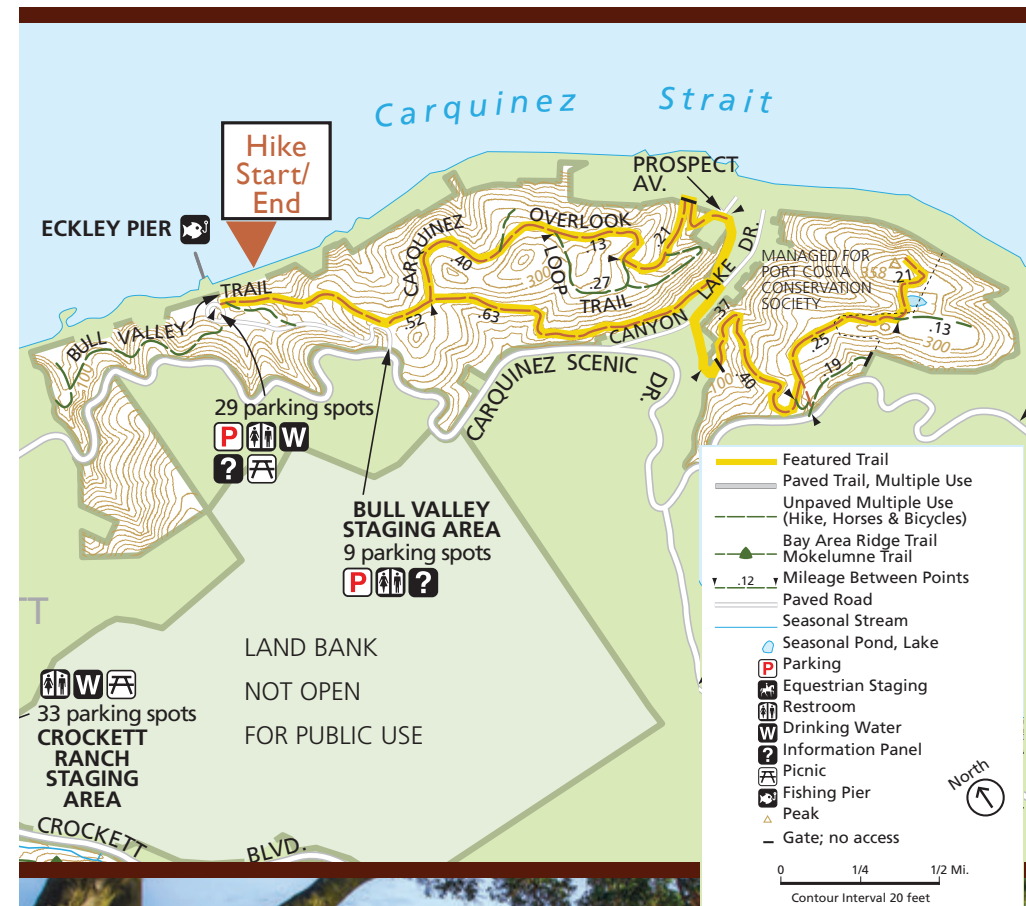 Carquinez Strait
Hike
Start/
End
PROSPECT
AV.
ECKLEY PIER
CARQUINEZ
OVERLOOK
LOOP
TRAIL
.40
.13
.21
.27
300
TRAIL
BULL VALLEY
.52
.63
CANYON
LAKE
DR.
MANAGED FOR
PORT COSTA
CONSERVATION
SOCIETY
358
.21
.37
.25
.13
300
.19
.40
CARQUINEZ SCENIC
DR.
29 parking spots
P
W
?
BULL VALLEY
STAGING AREA
9 parking spots
P
?
T
LAND BANK
NOT OPEN
FOR PUBLIC USE
W
33 parking spots
CROCKETT
RANCH
STAGING
AREA
CROCKETT
BLVD.
Featured Trail
Paved Trail, Multiple Use
Unpaved Multiple Use
(Hike, Horses & Bicycles)
Bay Area Ridge Trail
Mokelumne Trail
.12 Mileage Between Points
Paved Road
Seasonal Stream
Seasonal Pond, Lake
P Parking
Equestrian Staging
Restroom
W Drinking Water
? Information Panel
Picnic
Fishing Pier
Peak
Gate; no access
North
0 1/4 1/2 Mi.
Contour Interval 20 feet